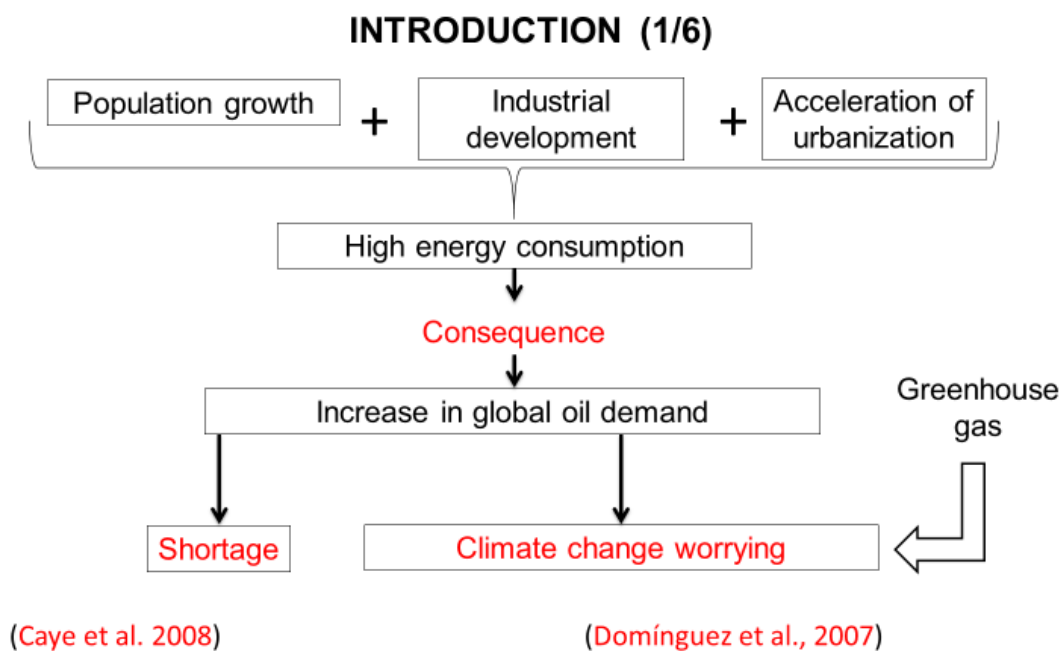 INTRODUCTION (1/6)
Population growth
+
Industrial
development
+
Acceleration of
urbanization
High energy consumption
Consequence
Increase in global oil demand
Greenhouse
gas
Shortage
Climate change worrying
(Caye et al. 2008)
(Domínguez et al., 2007)